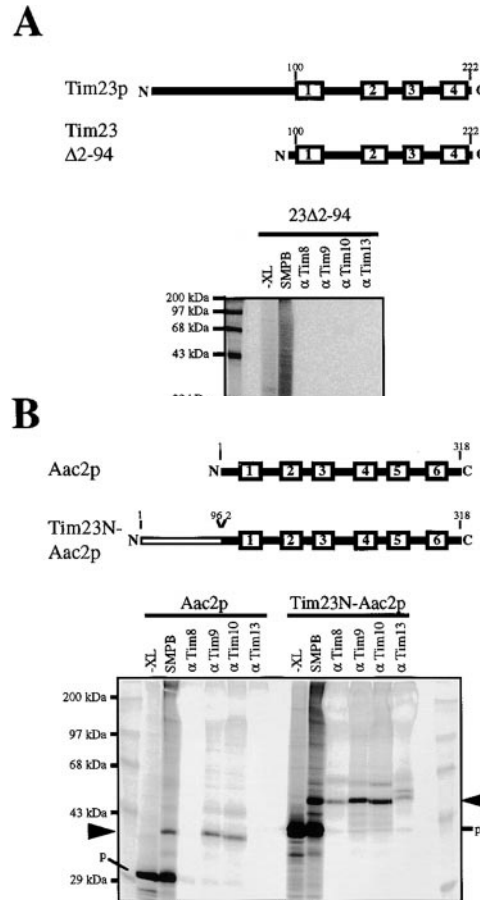 A
100 222
Tim23p N 1 2 3 4
Tim23
Δ2-94
100 222
N 1 2 3 4
23Δ2-94
-XL SMPB α Tim8 α Tim9 α Tim10 α Tim13
200 kDa
97 kDa
68 kDa
43 kDa
B
1 318
Aac2p N 1 2 3 4 5 6 C
1 96 2 318
Tim23N-
Aac2p
N 1 2 3 4 5 6 C
Aac2p Tim23N-Aac2p
-XL SMPB α Tim8 α Tim9 α Tim10 α Tim13 -XL SMPB α Tim8 α Tim9 α Tim10 α Tim13
200 kDa
97 kDa
68 kDa
43 kDa
p
p
29 kDa